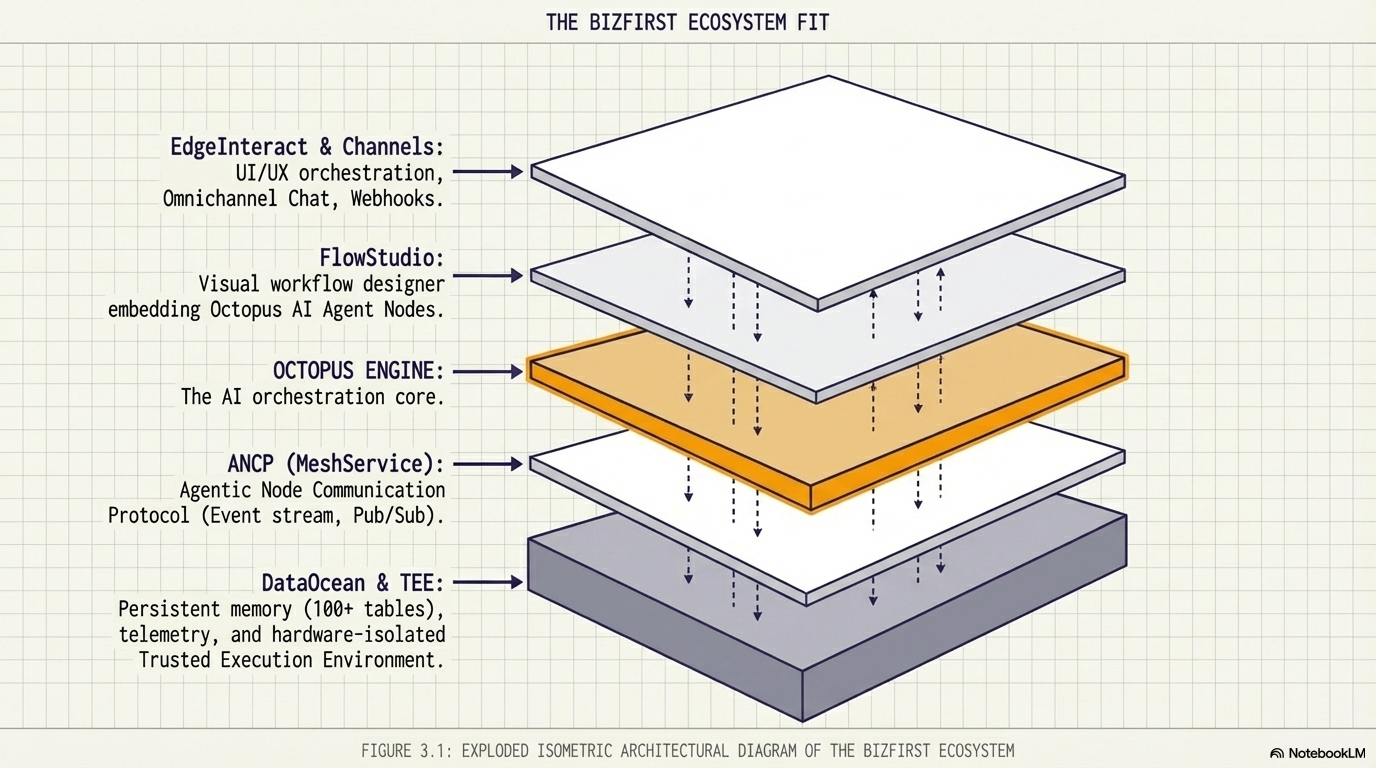 THE BIZFIRST ECOSYSTEM FIT
EdgeInteract & Channels:
UI/UX orchestration,
Omnichannel Chat, Webhooks.
FlowStudio:
Visual workflow designer
embedding Octopus AI Agent Nodes.
OCTOPUS ENGINE:
The AI orchestration core.
ANCP (MeshService):
Agentic Node Communication
Protocol (Event stream, Pub/Sub).
DataOcean & TEE:
Persistent memory (100+ tables),
telemetry, and hardware-isolated
Trusted Execution Environment.
FIGURE 3.1: EXPLODED ISOMETRIC ARCHITECTURAL DIAGRAM OF THE BIZFIRST ECOSYSTEM
NotebookLM